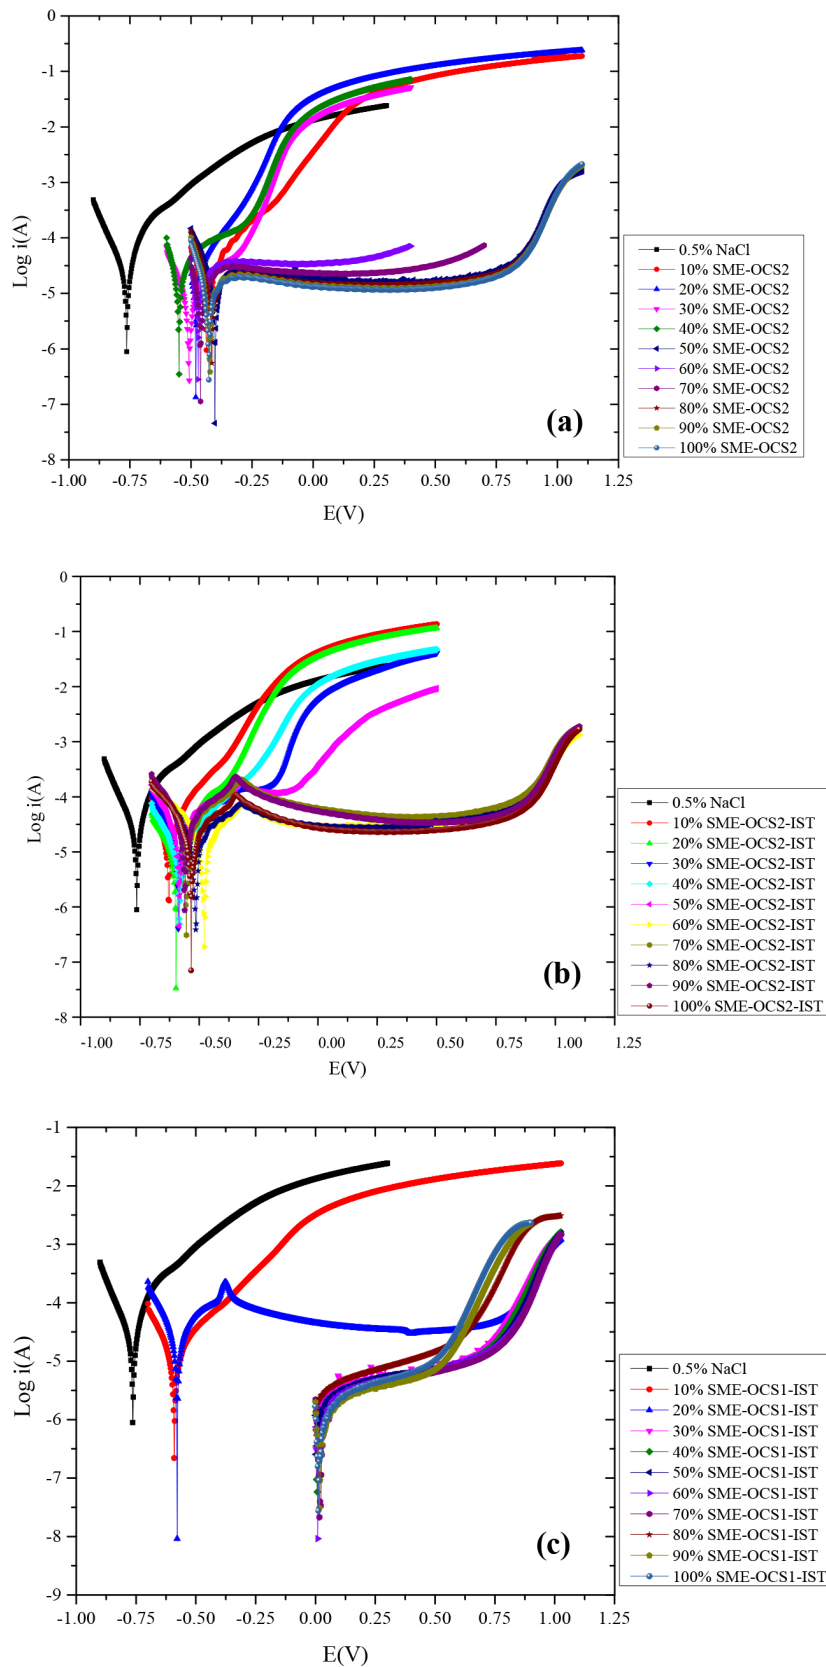 0
-1
-2
-3
-4
-5
-6
-7
-8
Log i(A)
-1.00 -0.75 -0.50 -0.25 0.00 0.25 0.50 0.75 1.00 1.25
E(V)
(a)
0.5% NaCl
10% SME-OCS2
20% SME-OCS2
30% SME-OCS2
40% SME-OCS2
50% SME-OCS2
60% SME-OCS2
70% SME-OCS2
80% SME-OCS2
90% SME-OCS2
100% SME-OCS2
0
-1
-2
-3
-4
-5
-6
-7
-8
Log i(A)
-1.00 -0.75 -0.50 -0.25 0.00 0.25 0.50 0.75 1.00 1.25
E(V)
(b)
0.5% NaCl
10% SME-OCS2-IST
20% SME-OCS2-IST
30% SME-OCS2-IST
40% SME-OCS2-IST
50% SME-OCS2-IST
60% SME-OCS2-IST
70% SME-OCS2-IST
80% SME-OCS2-IST
90% SME-OCS2-IST
100% SME-OCS2-IST
-1
-2
-3
-4
-5
-6
-7
-8
-9
Log i(A)
-1.00 -0.75 -0.50 -0.25 0.00 0.25 0.50 0.75 1.00 1.25
E(V)
(c)
0.5% NaCl
10% SME-OCS1-IST
20% SME-OCS1-IST
30% SME-OCS1-IST
40% SME-OCS1-IST
50% SME-OCS1-IST
60% SME-OCS1-IST
70% SME-OCS1-IST
80% SME-OCS1-IST
90% SME-OCS1-IST
100% SME-OCS1-IST